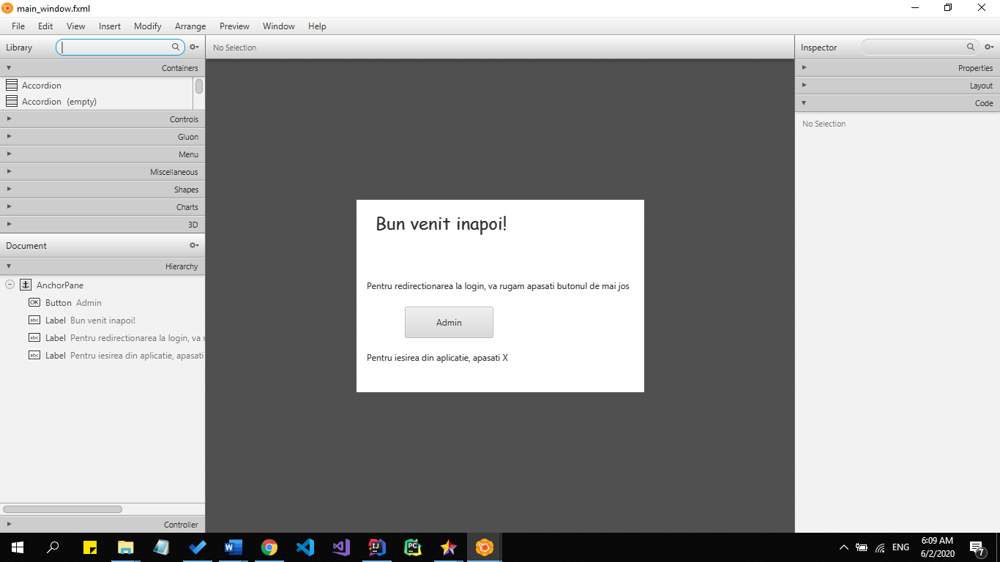 main_window.fxml
File Edit View Insert Modify Arrange Preview Window Help
Library
No Selection
Inspector
Containers
Accordion
Accordion (empty)
Controls
Gluon
Menu
Miscellaneous
Shapes
Charts
3D
Document
Hierarchy
AnchorPane
OK Button Admin
abc Label Bun venit inapoi!
abc Label Pentru redirectionarea la login, va
abc Label Pentru iesirea din aplicatie, apasati
Controller
Bun venit inapoi!
Pentru redirectionarea la login, va rugam apasati butonul de mai jos
Admin
Pentru iesirea din aplicatie, apasati X
Properties
Layout
Code
No Selection
W
IJ
PC
ENG
6:09 AM
6/2/2020
7